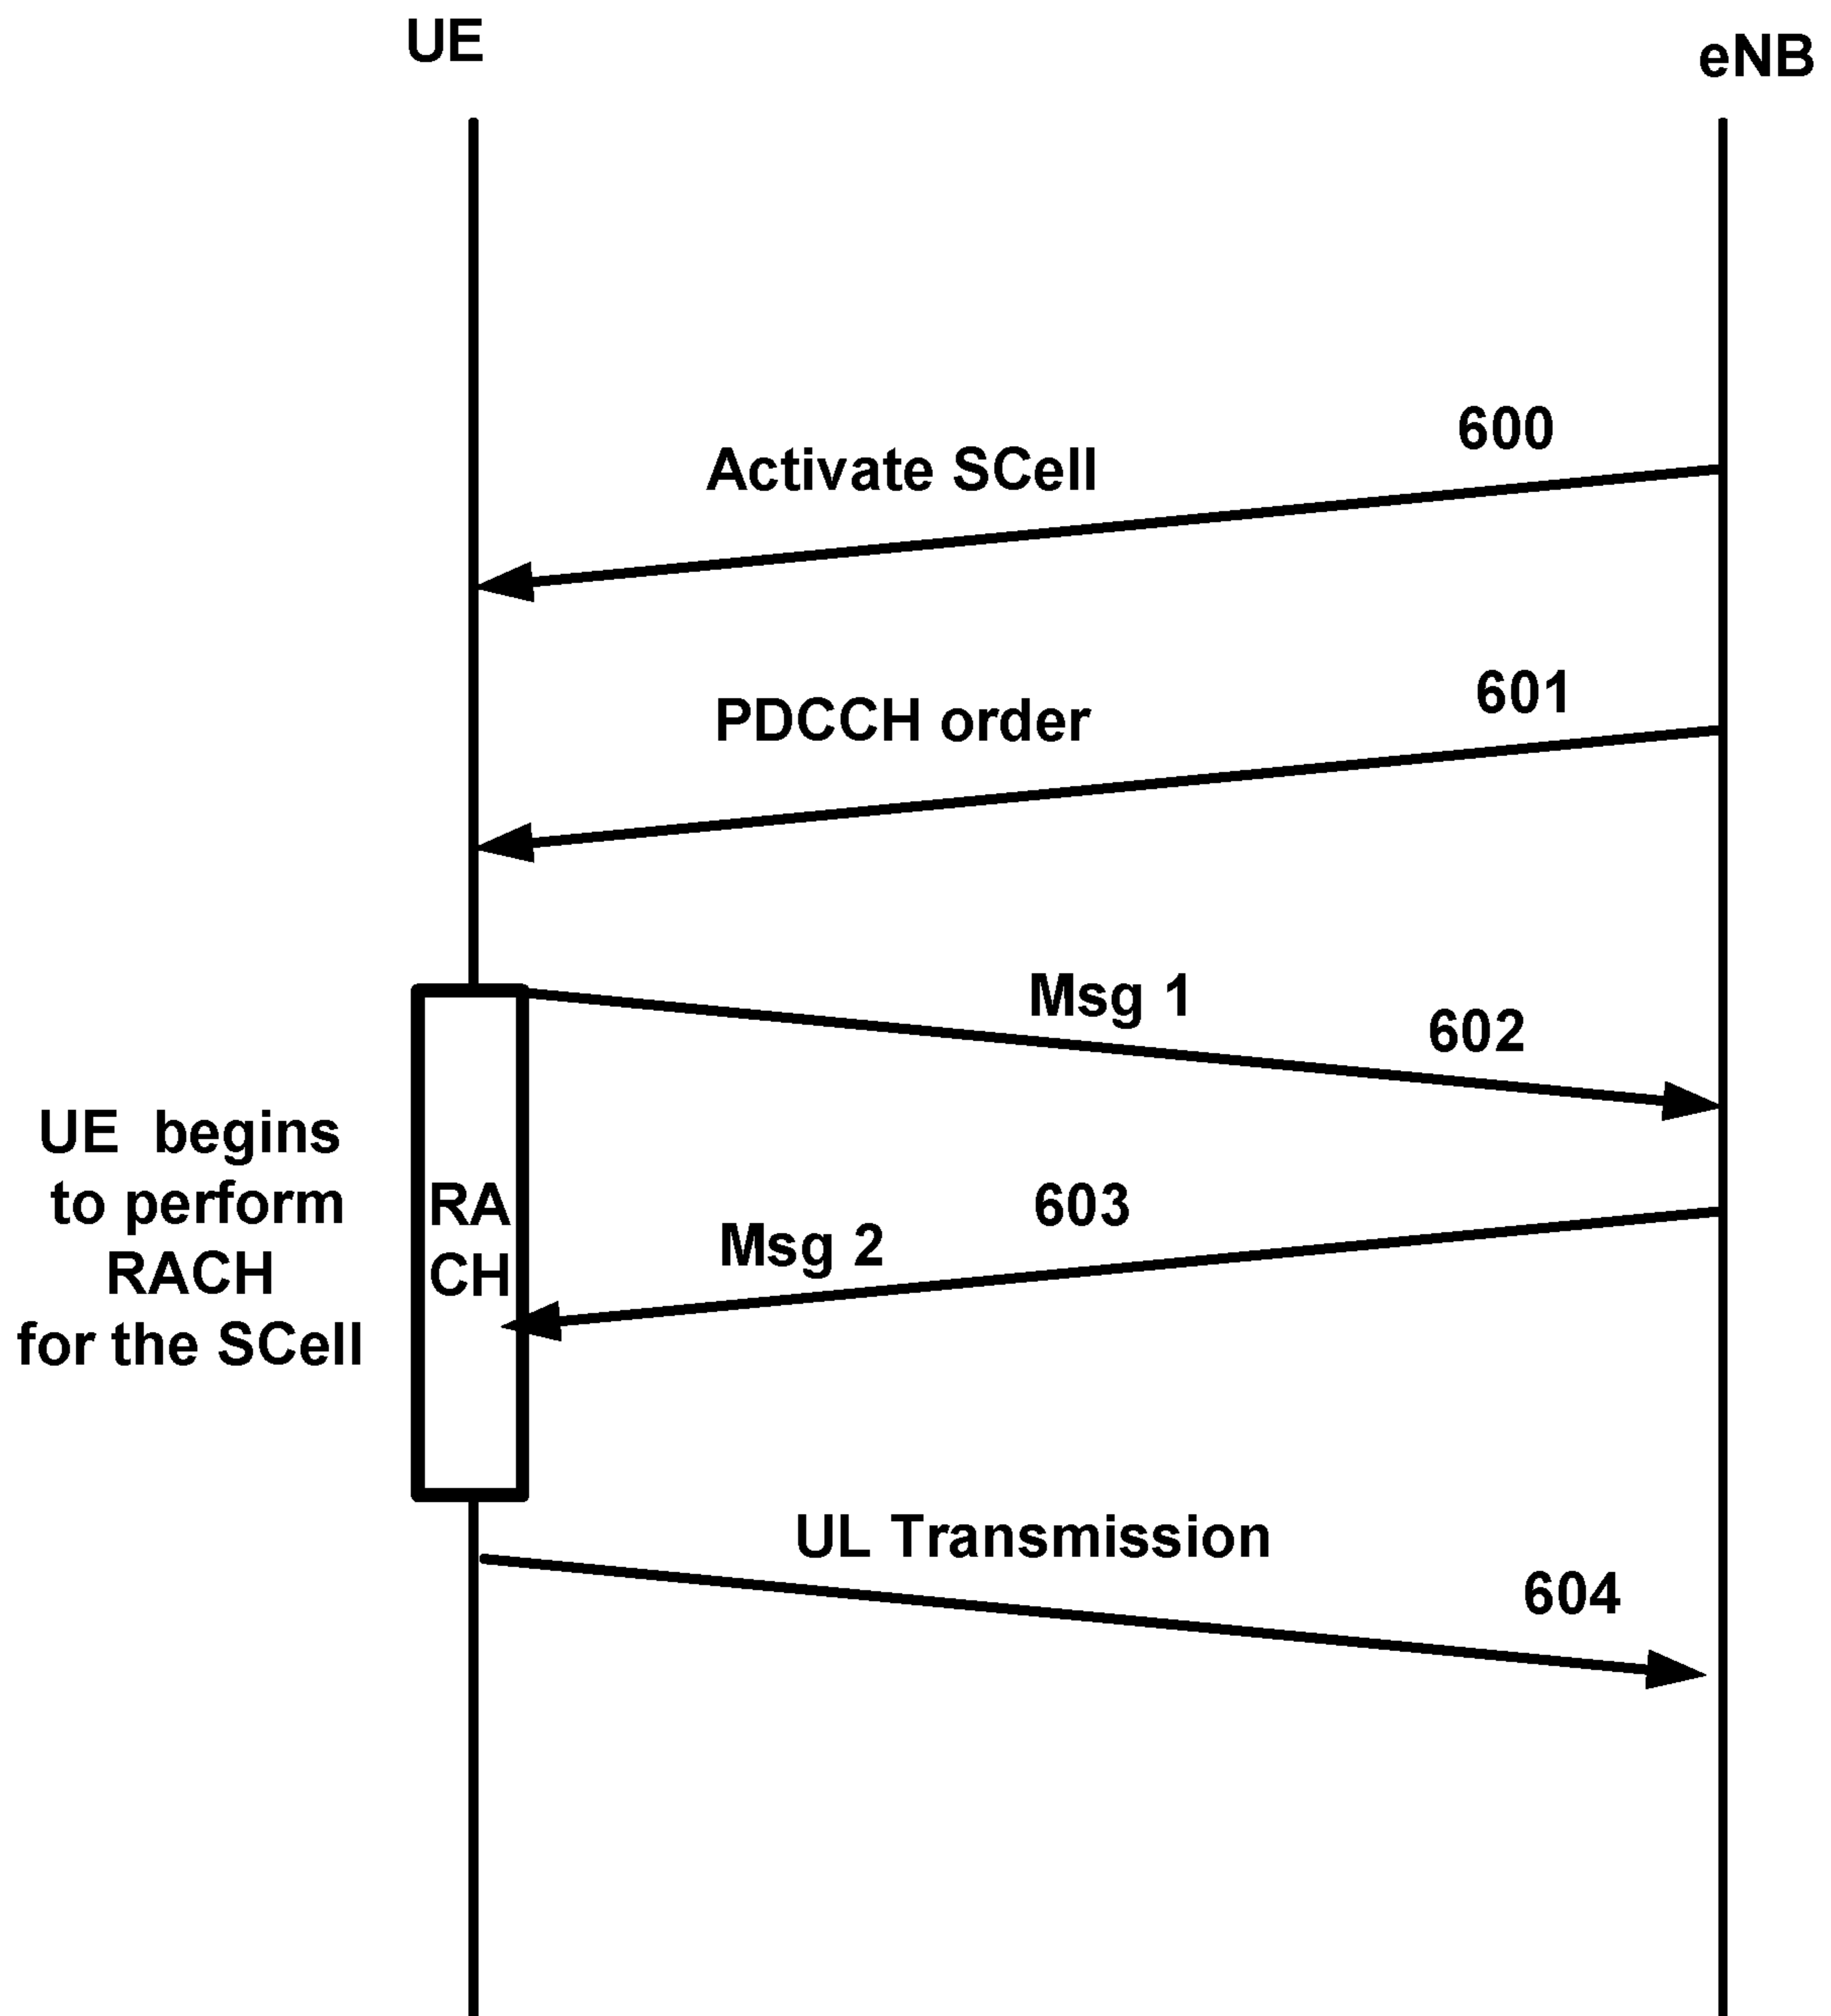 UE
eNB
600
Activate SCell
601
PDCCH order
Msg 1
602
UE begins
to perform
RACH
for the SCell
RA
CH
603
Msg 2
UL Transmission
604